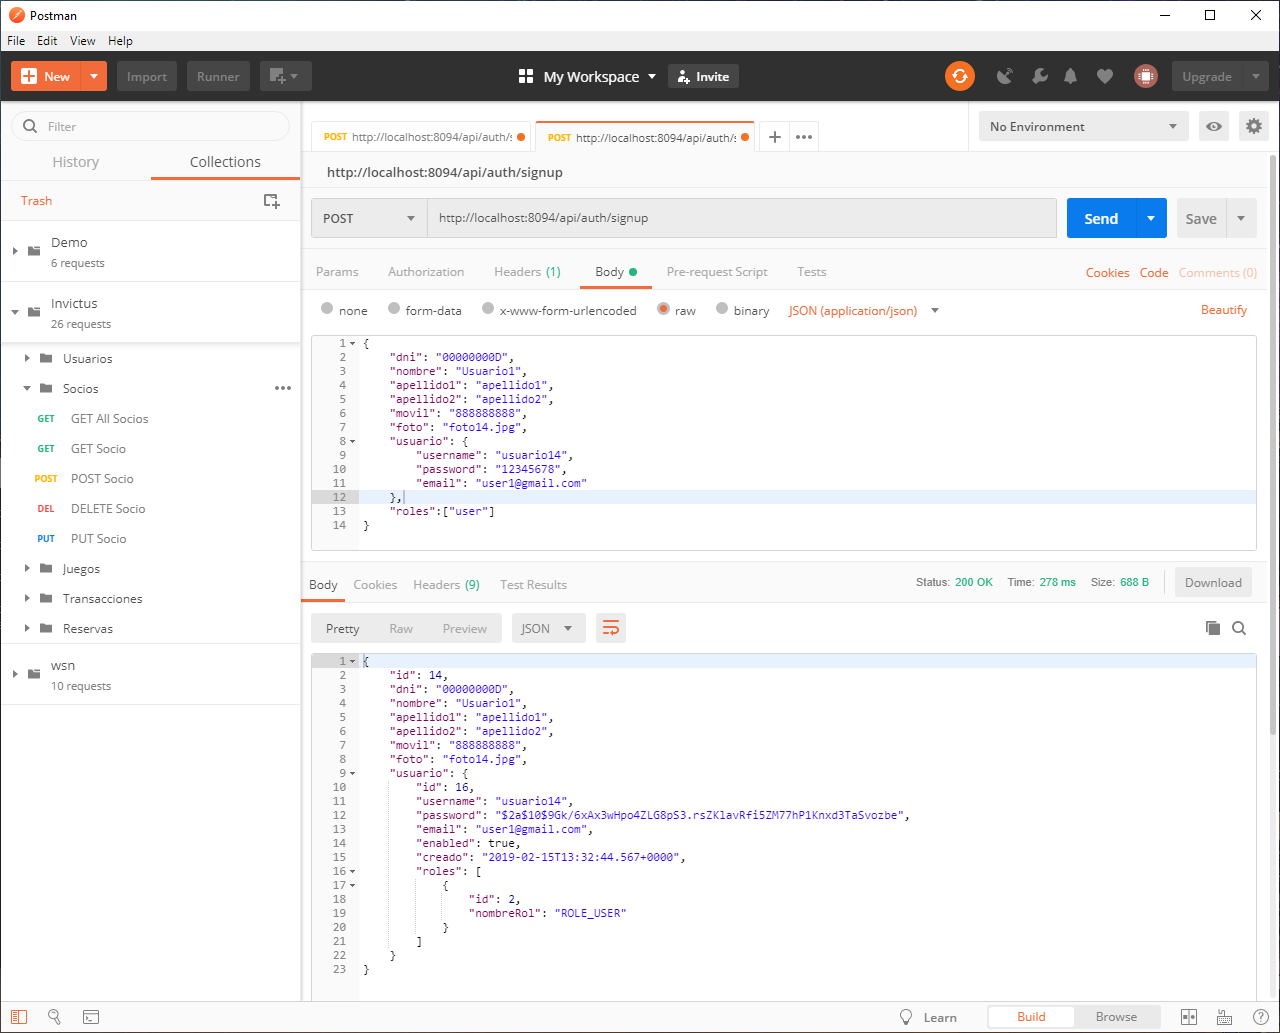 Postman
File Edit View Help
New Import Runner My Workspace Invite Upgrade
Filter
History Collections
Trash
Demo
6 requests
Invictus
26 requests
Usuarios
Socios
GET GET All Socios
GET GET Socio
POST POST Socio
DEL DELETE Socio
PUT PUT Socio
Juegos
Transacciones
Reservas
wsn
10 requests
POST http://localhost:8094/api/auth/s POST http://localhost:8094/api/auth/s No Environment
http://localhost:8094/api/auth/signup
POST http://localhost:8094/api/auth/signup Send Save
Params Authorization Headers (1) Body Pre-request Script Tests Cookies Code Comments (0)
none form-data x-www-form-urlencoded raw binary JSON (application/json) Beautify
1 {
2 "dni": "00000000D",
3 "nombre": "Usuario1",
4 "apellido1": "apellido1",
5 "apellido2": "apellido2",
6 "movil": "888888888",
7 "foto": "foto14.jpg",
8 "usuario": {
9 "username": "usuario14",
10 "password": "12345678",
11 "email": "user1@gmail.com"
12 },
13 "roles":["user"]
14 }
Body Cookies Headers (9) Test Results Status: 200 OK Time: 278 ms Size: 688 B Download
Pretty Raw Preview JSON
1 {
2 "id": 14,
3 "dni": "00000000D",
4 "nombre": "Usuario1",
5 "apellido1": "apellido1",
6 "apellido2": "apellido2",
7 "movil": "888888888",
8 "foto": "foto14.jpg",
9 "usuario": {
10 "id": 16,
11 "username": "usuario14",
12 "password": "$2a$10$9Gk/6xAx3wHpo4ZLG8pS3.rsZKlavRfi5ZM77hP1Knxd3TaSvozbe",
13 "email": "user1@gmail.com",
14 "enabled": true,
15 "creado": "2019-02-15T13:32:44.567+0000",
16 "roles": [
17 {
18 "id": 2,
19 "nombreRol": "ROLE_USER"
20 }
21 ]
22 }
23 }
Learn Build Browse